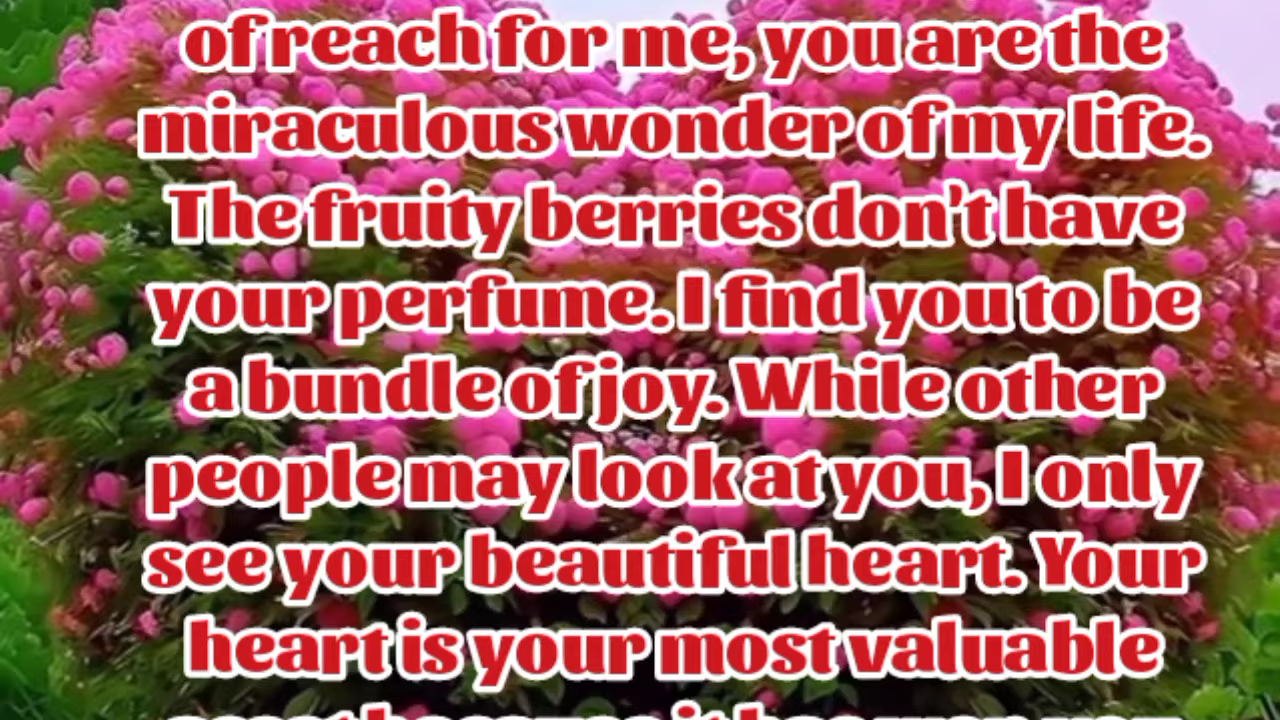 of reach for me, you are the
miraculous wonder of my life.
The fruity berries don't have
your perfume. I find you to be
a bundle of joy. While other
people may look at you, I only
see your beautiful heart. Your
heart is your most valuable